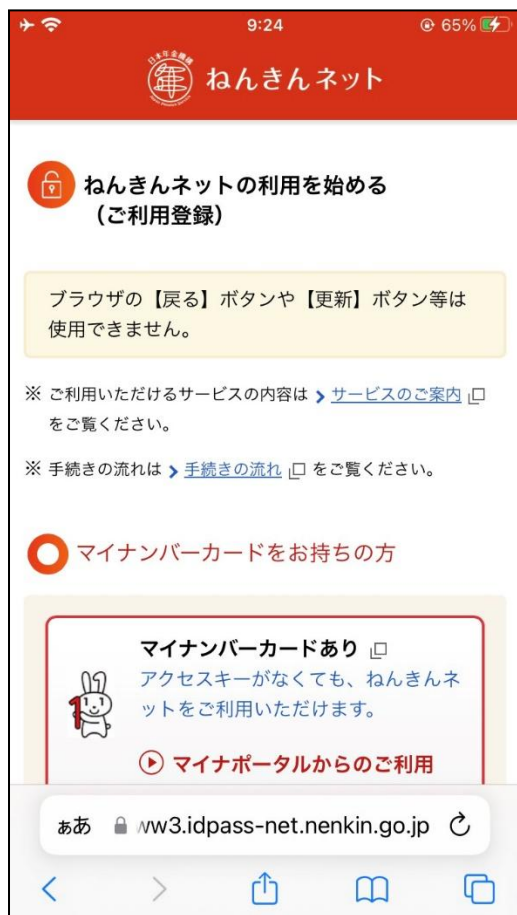 9:24
65%
日本年金機構
ねんきんネット
ねんきんネットの利用を始める
（ご利用登録）
ブラウザの【戻る】ボタンや【更新】ボタン等は
使用できません。
※ ご利用いただけるサービスの内容は サービスのご案内
をご覧ください。
※ 手続きの流れは 手続きの流れ をご覧ください。
マイナンバーカードをお持ちの方
マイナンバーカードあり
アクセスキーがなくても、ねんきんネ
ットをご利用いただけます。
1
マイナポータルからのご利用
ぁあ ww3.idpass-net.nenkin.go.jp